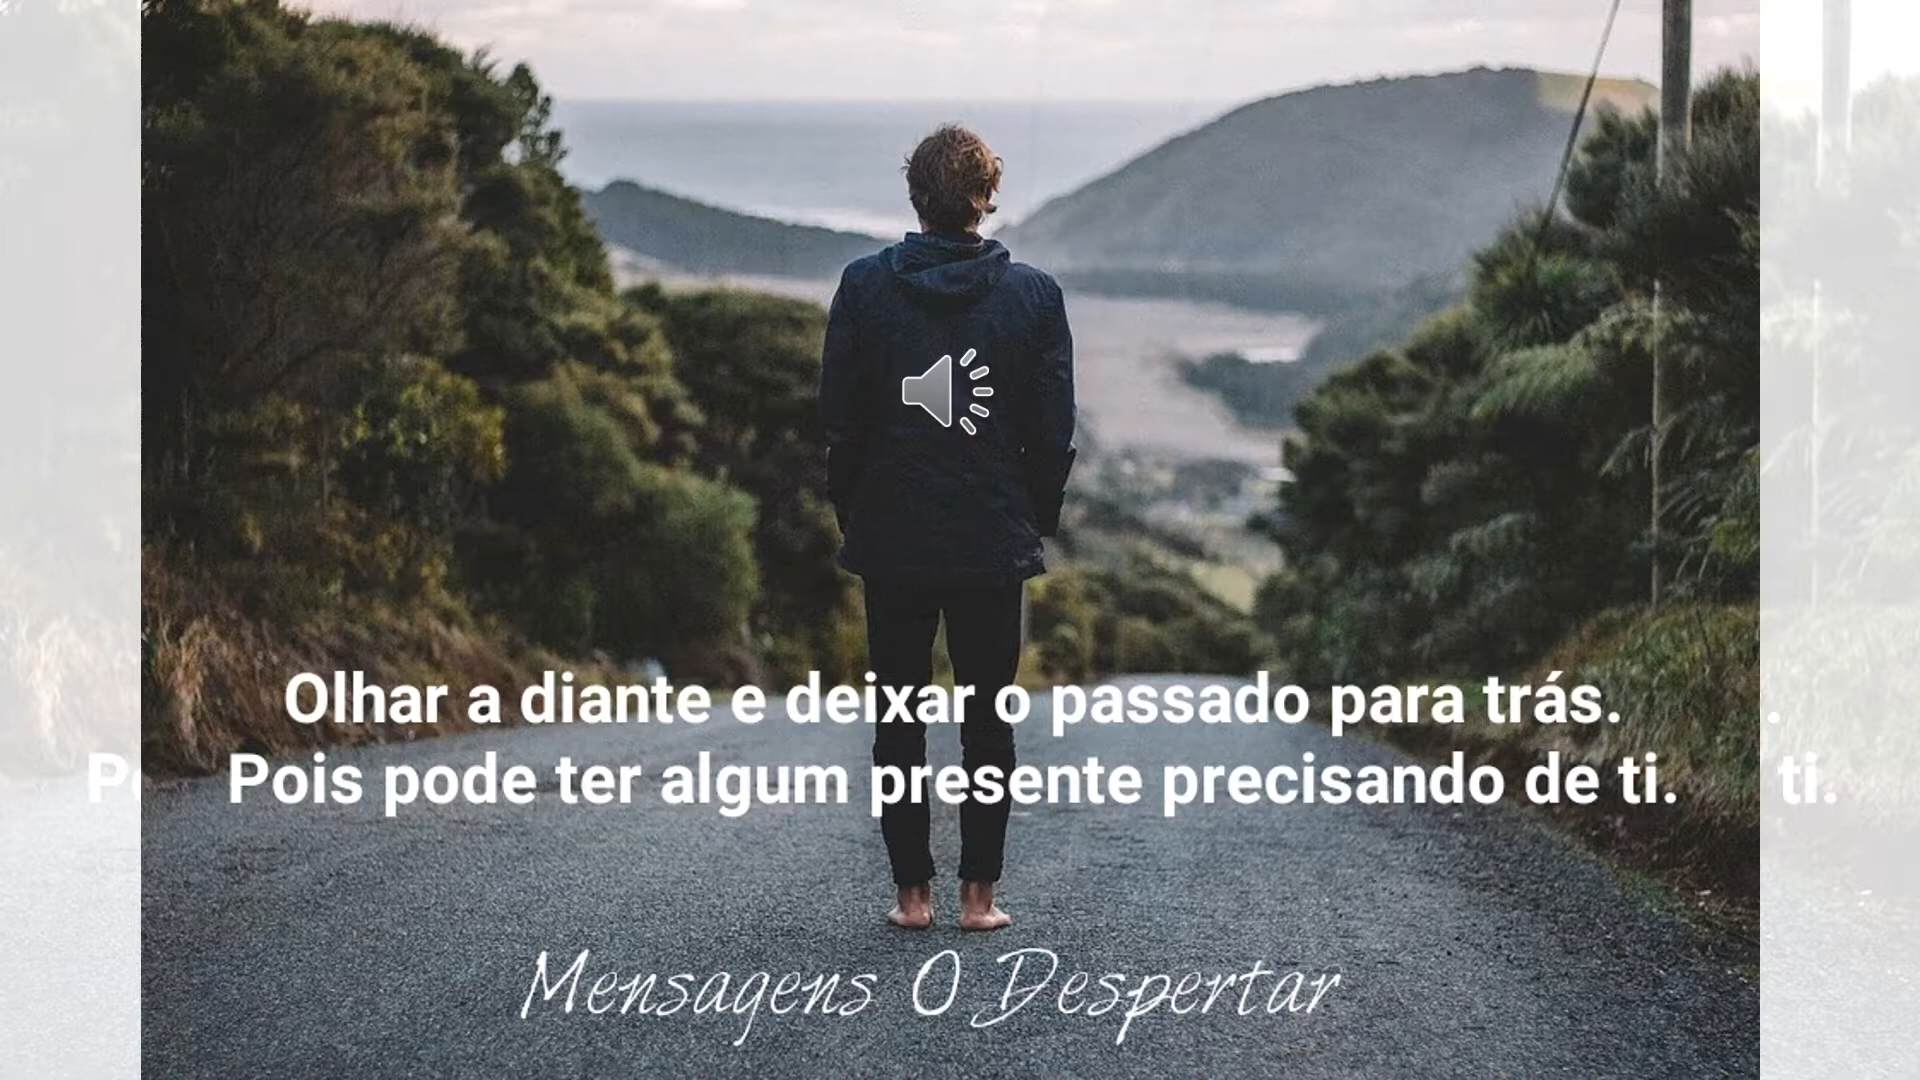 Olhar a diante e deixar o passado para trás.
Pois pode ter algum presente precisando de ti.
Mensagens O Despertar